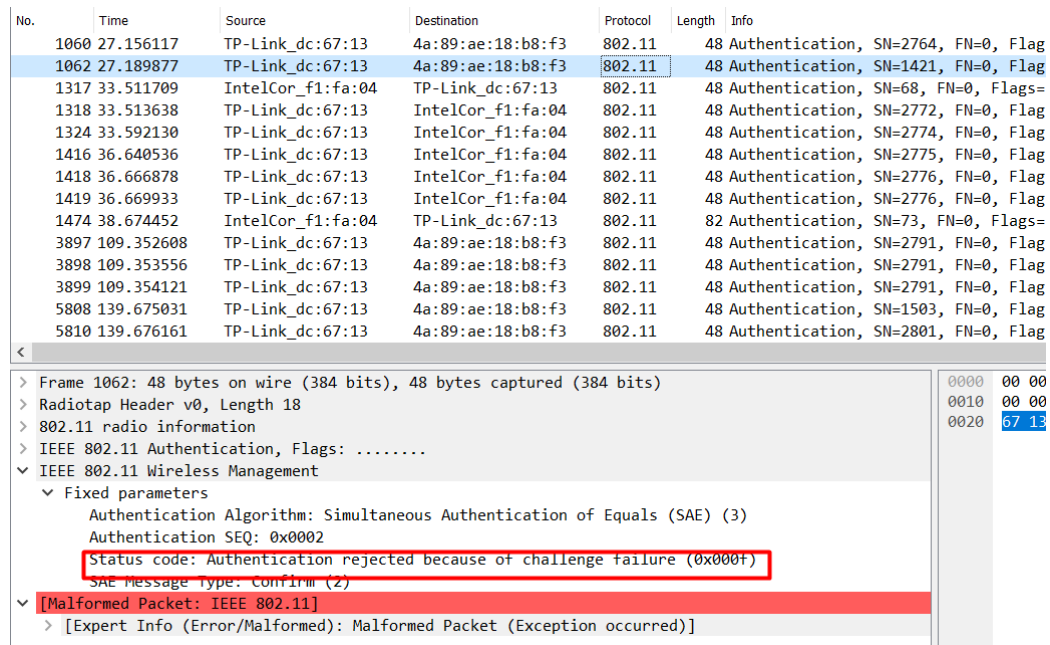 No. Time Source Destination Protocol Length Info
1060 27.156117 TP-Link_dc:67:13 4a:89:ae:18:b8:f3 802.11 48 Authentication, SN=2764, FN=0, Flag
1062 27.189877 TP-Link_dc:67:13 4a:89:ae:18:b8:f3 802.11 48 Authentication, SN=1421, FN=0, Flag
1317 33.511709 IntelCor_f1:fa:04 TP-Link_dc:67:13 802.11 48 Authentication, SN=68, FN=0, Flags=
1318 33.513638 TP-Link_dc:67:13 IntelCor_f1:fa:04 802.11 48 Authentication, SN=2772, FN=0, Flag
1324 33.592130 TP-Link_dc:67:13 IntelCor_f1:fa:04 802.11 48 Authentication, SN=2774, FN=0, Flag
1416 36.640536 TP-Link_dc:67:13 IntelCor_f1:fa:04 802.11 48 Authentication, SN=2775, FN=0, Flag
1418 36.666878 TP-Link_dc:67:13 IntelCor_f1:fa:04 802.11 48 Authentication, SN=2776, FN=0, Flag
1419 36.669933 TP-Link_dc:67:13 IntelCor_f1:fa:04 802.11 48 Authentication, SN=2776, FN=0, Flag
1474 38.674452 IntelCor_f1:fa:04 TP-Link_dc:67:13 802.11 82 Authentication, SN=73, FN=0, Flags=
3897 109.352608 TP-Link_dc:67:13 4a:89:ae:18:b8:f3 802.11 48 Authentication, SN=2791, FN=0, Flag
3898 109.353556 TP-Link_dc:67:13 4a:89:ae:18:b8:f3 802.11 48 Authentication, SN=2791, FN=0, Flag
3899 109.354121 TP-Link_dc:67:13 4a:89:ae:18:b8:f3 802.11 48 Authentication, SN=2791, FN=0, Flag
5808 139.675031 TP-Link_dc:67:13 4a:89:ae:18:b8:f3 802.11 48 Authentication, SN=1503, FN=0, Flag
5810 139.676161 TP-Link_dc:67:13 4a:89:ae:18:b8:f3 802.11 48 Authentication, SN=2801, FN=0, Flag
Frame 1062: 48 bytes on wire (384 bits), 48 bytes captured (384 bits)
Radiotap Header v0, Length 18
802.11 radio information
IEEE 802.11 Authentication, Flags: ........
IEEE 802.11 Wireless Management
Fixed parameters
Authentication Algorithm: Simultaneous Authentication of Equals (SAE) (3)
Authentication SEQ: 0x0002
Status code: Authentication rejected because of challenge failure (0x000f)
SAE Message Type: Confirm (2)
[Malformed Packet: IEEE 802.11]
[Expert Info (Error/Malformed): Malformed Packet (Exception occurred)]
0000 00 00
0010 00 00
0020 67 13